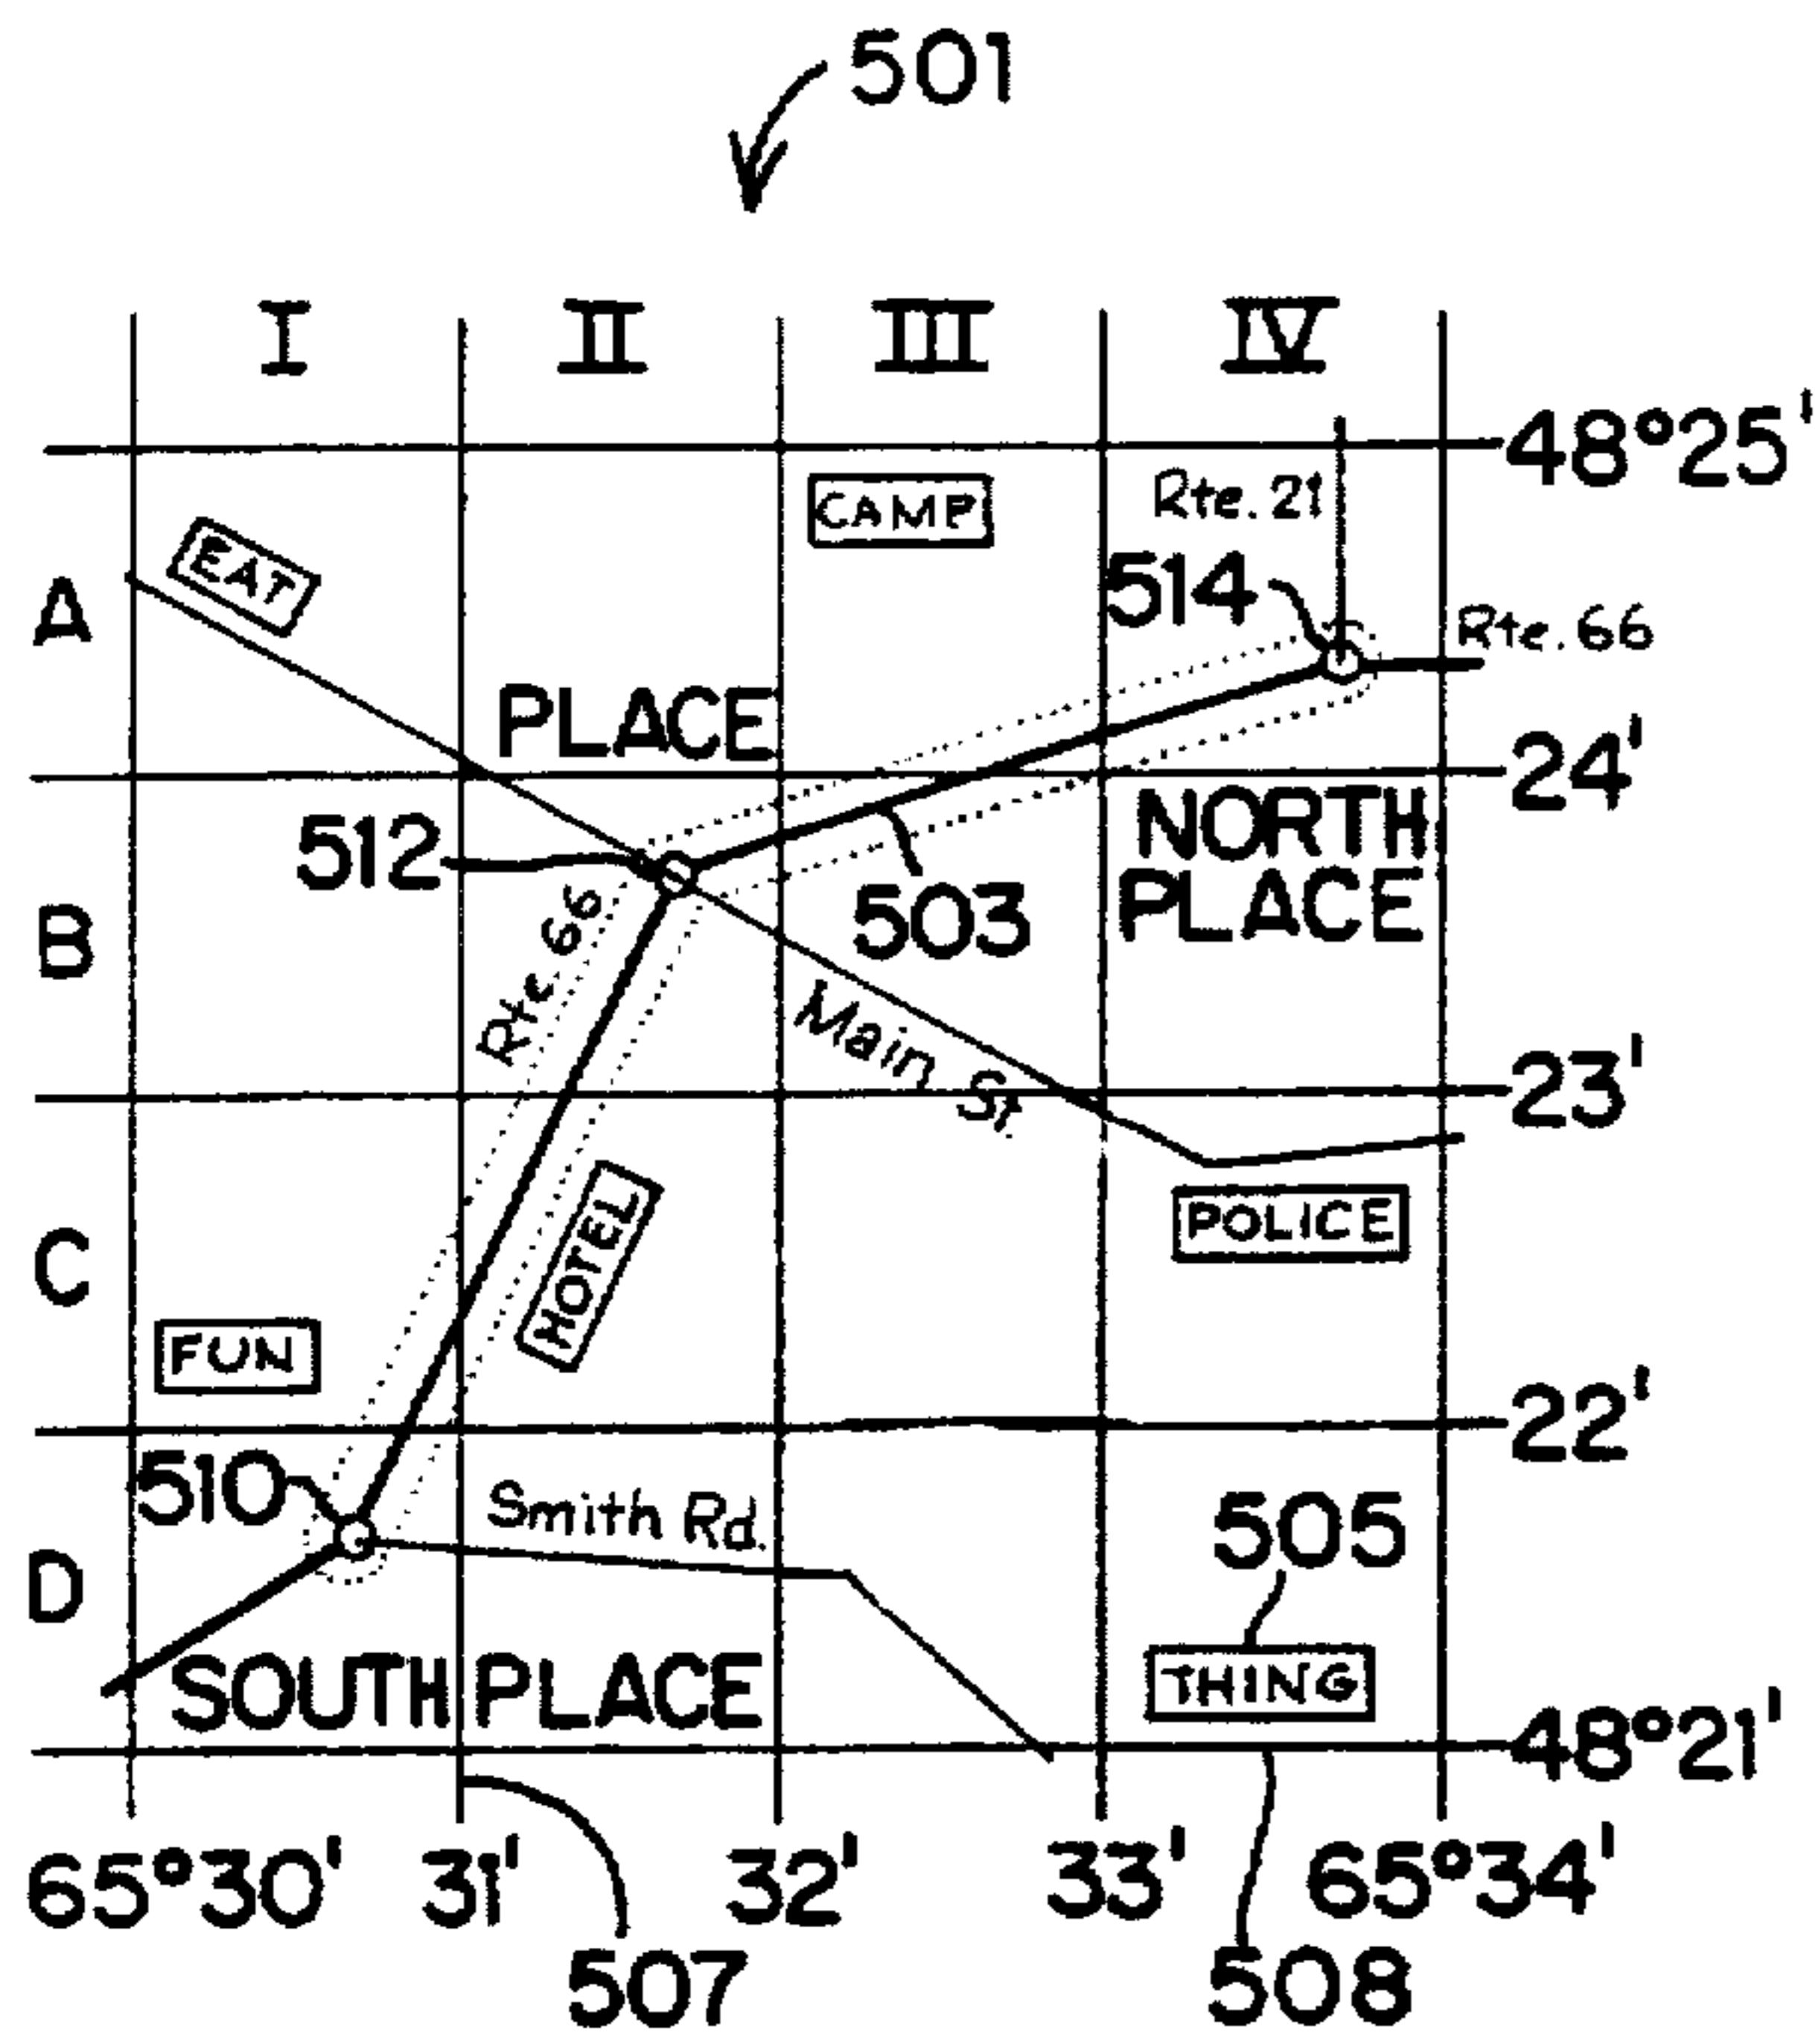 501
I II III IV
48°25'
CAMP
Rte. 21
EAT
514
A
Rte. 66
PLACE
24'
NORTH
PLACE
512
503
Rte 66
B
Main St.
23'
POLICE
C
MOTEL
FUN
22'
510
Smith Rd.
505
D
THING
SOUTH PLACE
48°21'
65°30' 31' 32' 33' 65°34'
507
508